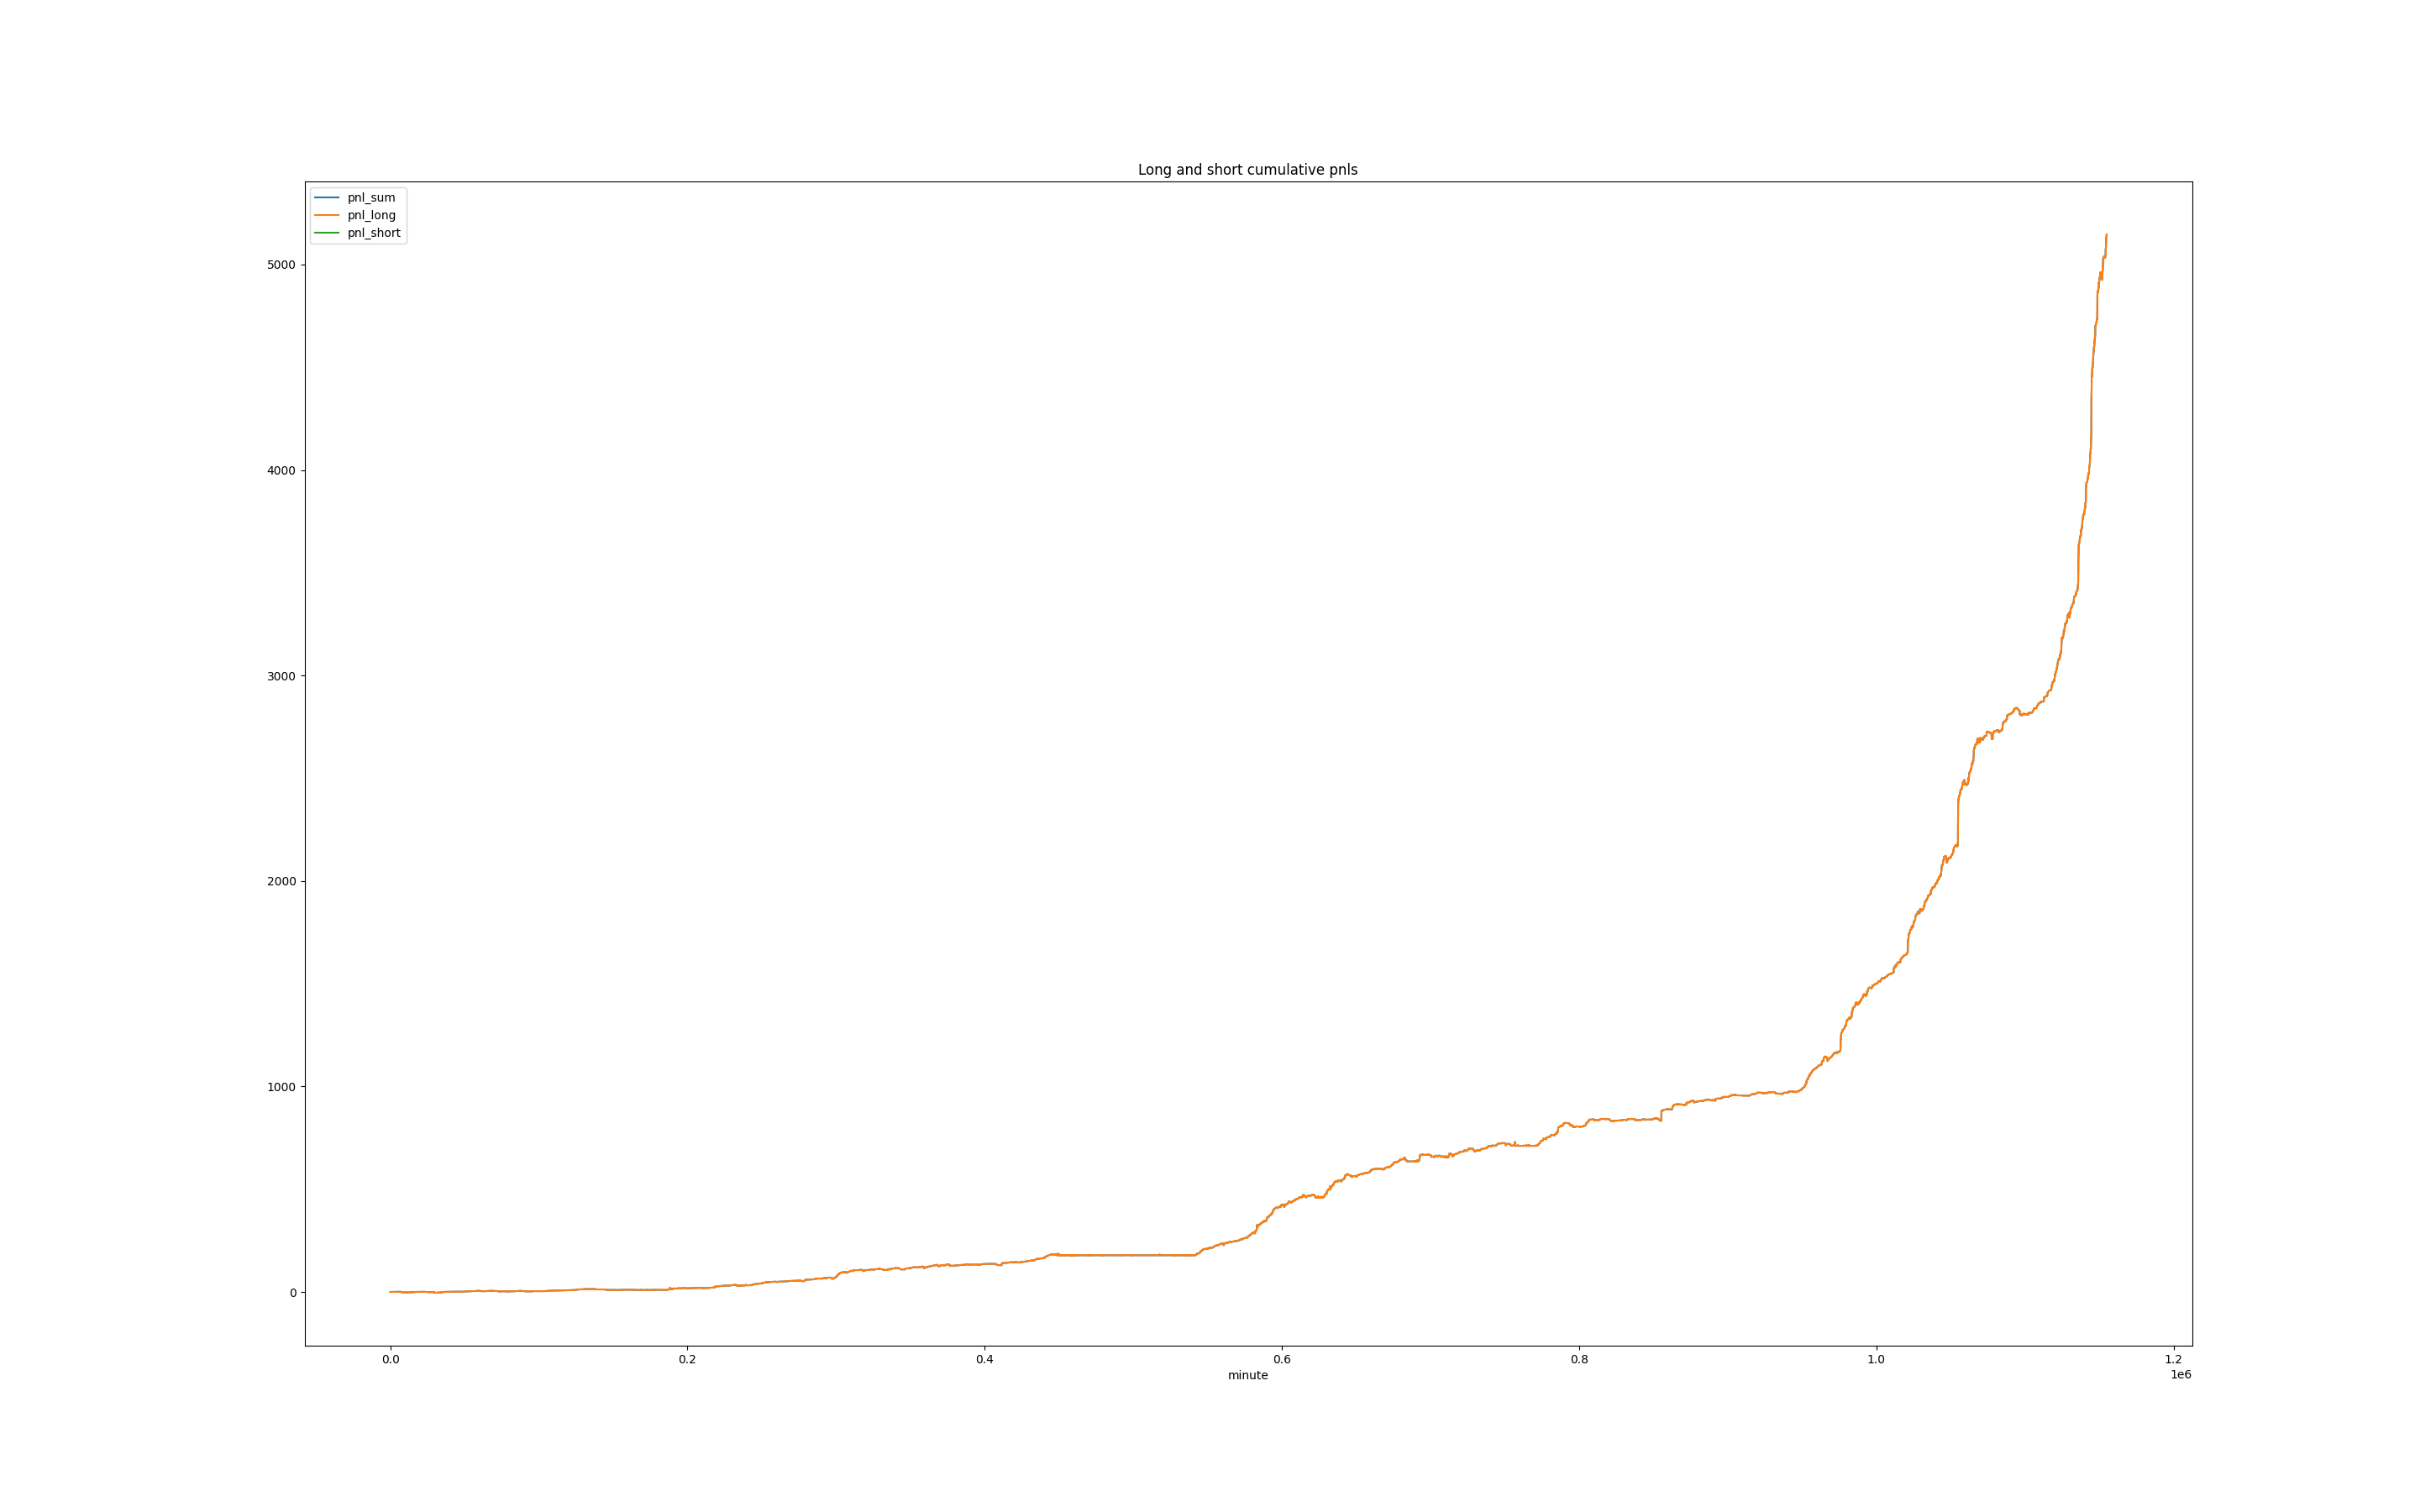 Long and short cumulative pnls
pnl_sum
pnl_long
pnl_short
5000
4000
3000
2000
1000
0
0.0 0.2 0.4 0.6 0.8 1.0 1.2
1e6
minute